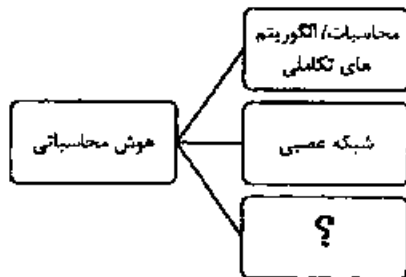 محاسبات/الگوریتم
های تکاملی
هوش محاسباتی
شبکه عصبی
؟